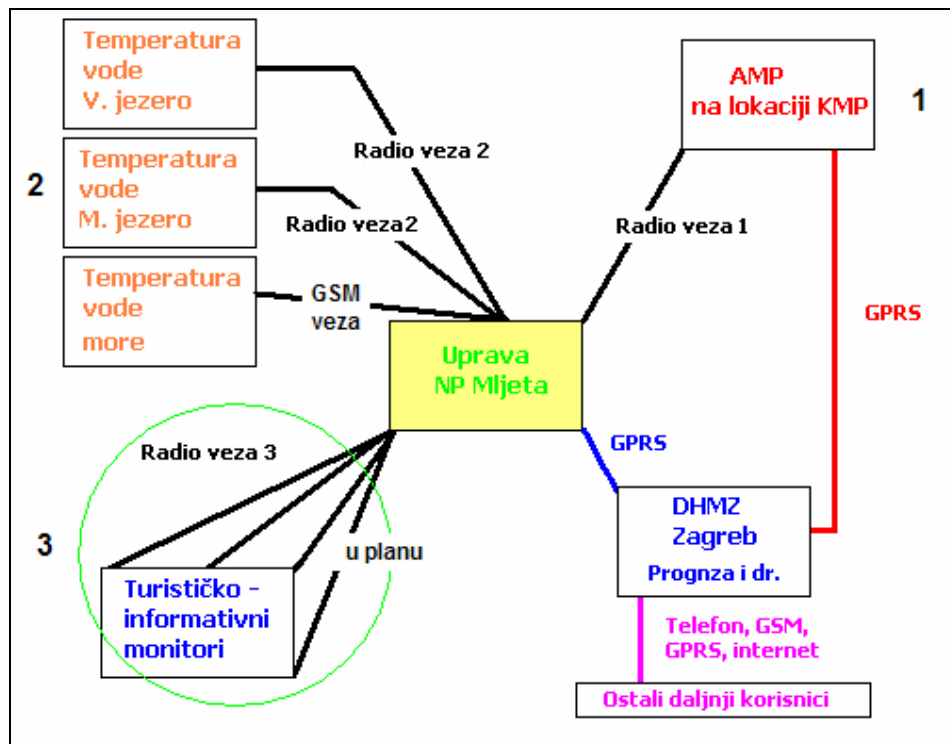 Temperatura
vode
V. jezero
2
Temperatura
vode
M. jezero
Temperatura
vode
more
Radio veza 2
Radio veza2
GSM
veza
AMP
na lokaciji KMP
1
Radio veza 1
GPRS
Uprava
NP Mljeta
GPRS
DHMZ
Zagreb
Prognza i dr.
Telefon, GSM,
GPRS, internet
Ostali daljnji korisnici
Radio veza 3
3
u planu
Turističko -
informativni
monitori